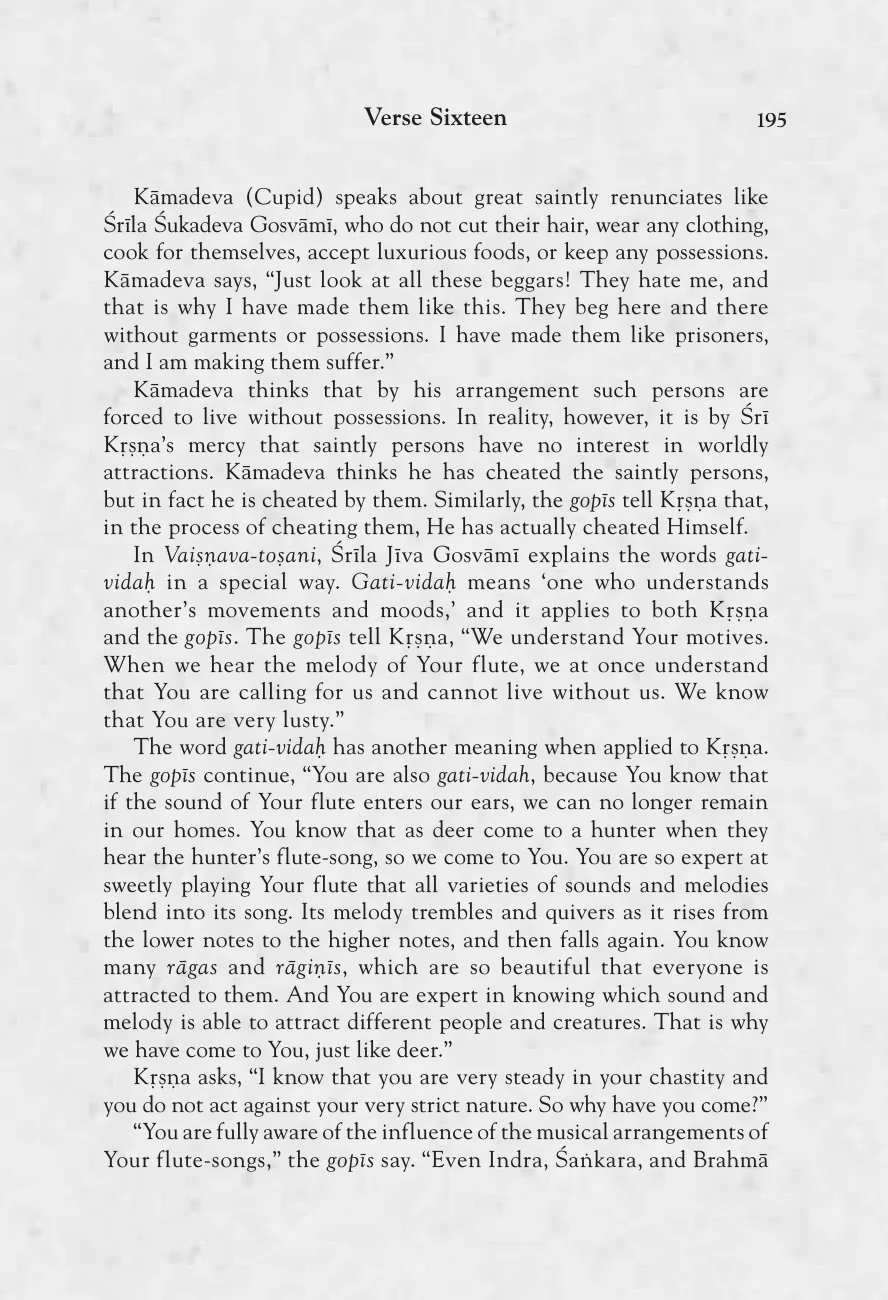 Verse Sixteen 195
Kāmadeva (Cupid) speaks about great saintly renunciates like
Śrīla Śukadeva Gosvāmī, who do not cut their hair, wear any clothing,
cook for themselves, accept luxurious foods, or keep any possessions.
Kāmadeva says, “Just look at all these beggars! They hate me, and
that is why I have made them like this. They beg here and there
without garments or possessions. I have made them like prisoners,
and I am making them suffer.”
Kāmadeva thinks that by his arrangement such persons are
forced to live without possessions. In reality, however, it is by Śrī
Kṛṣṇa’s mercy that saintly persons have no interest in worldly
attractions. Kāmadeva thinks he has cheated the saintly persons,
but in fact he is cheated by them. Similarly, the gopīs tell Kṛṣṇa that,
in the process of cheating them, He has actually cheated Himself.
In Vaiṣṇava-toṣani, Śrīla Jīva Gosvāmī explains the words gati-
vidaḥ in a special way. Gati-vidaḥ means ‘one who understands
another’s movements and moods,’ and it applies to both Kṛṣṇa
and the gopīs. The gopīs tell Kṛṣṇa, “We understand Your motives.
When we hear the melody of Your flute, we at once understand
that You are calling for us and cannot live without us. We know
that You are very lusty.”
The word gati-vidaḥ has another meaning when applied to Kṛṣṇa.
The gopīs continue, “You are also gati-vidah, because You know that
if the sound of Your flute enters our ears, we can no longer remain
in our homes. You know that as deer come to a hunter when they
hear the hunter’s flute-song, so we come to You. You are so expert at
sweetly playing Your flute that all varieties of sounds and melodies
blend into its song. Its melody trembles and quivers as it rises from
the lower notes to the higher notes, and then falls again. You know
many rāgas and rāgiṇīs, which are so beautiful that everyone is
attracted to them. And You are expert in knowing which sound and
melody is able to attract different people and creatures. That is why
we have come to You, just like deer.”
Kṛṣṇa asks, “I know that you are very steady in your chastity and
you do not act against your very strict nature. So why have you come?”
“You are fully aware of the influence of the musical arrangements of
Your flute-songs,” the gopīs say. “Even Indra, Śaṅkara, and Brahmā